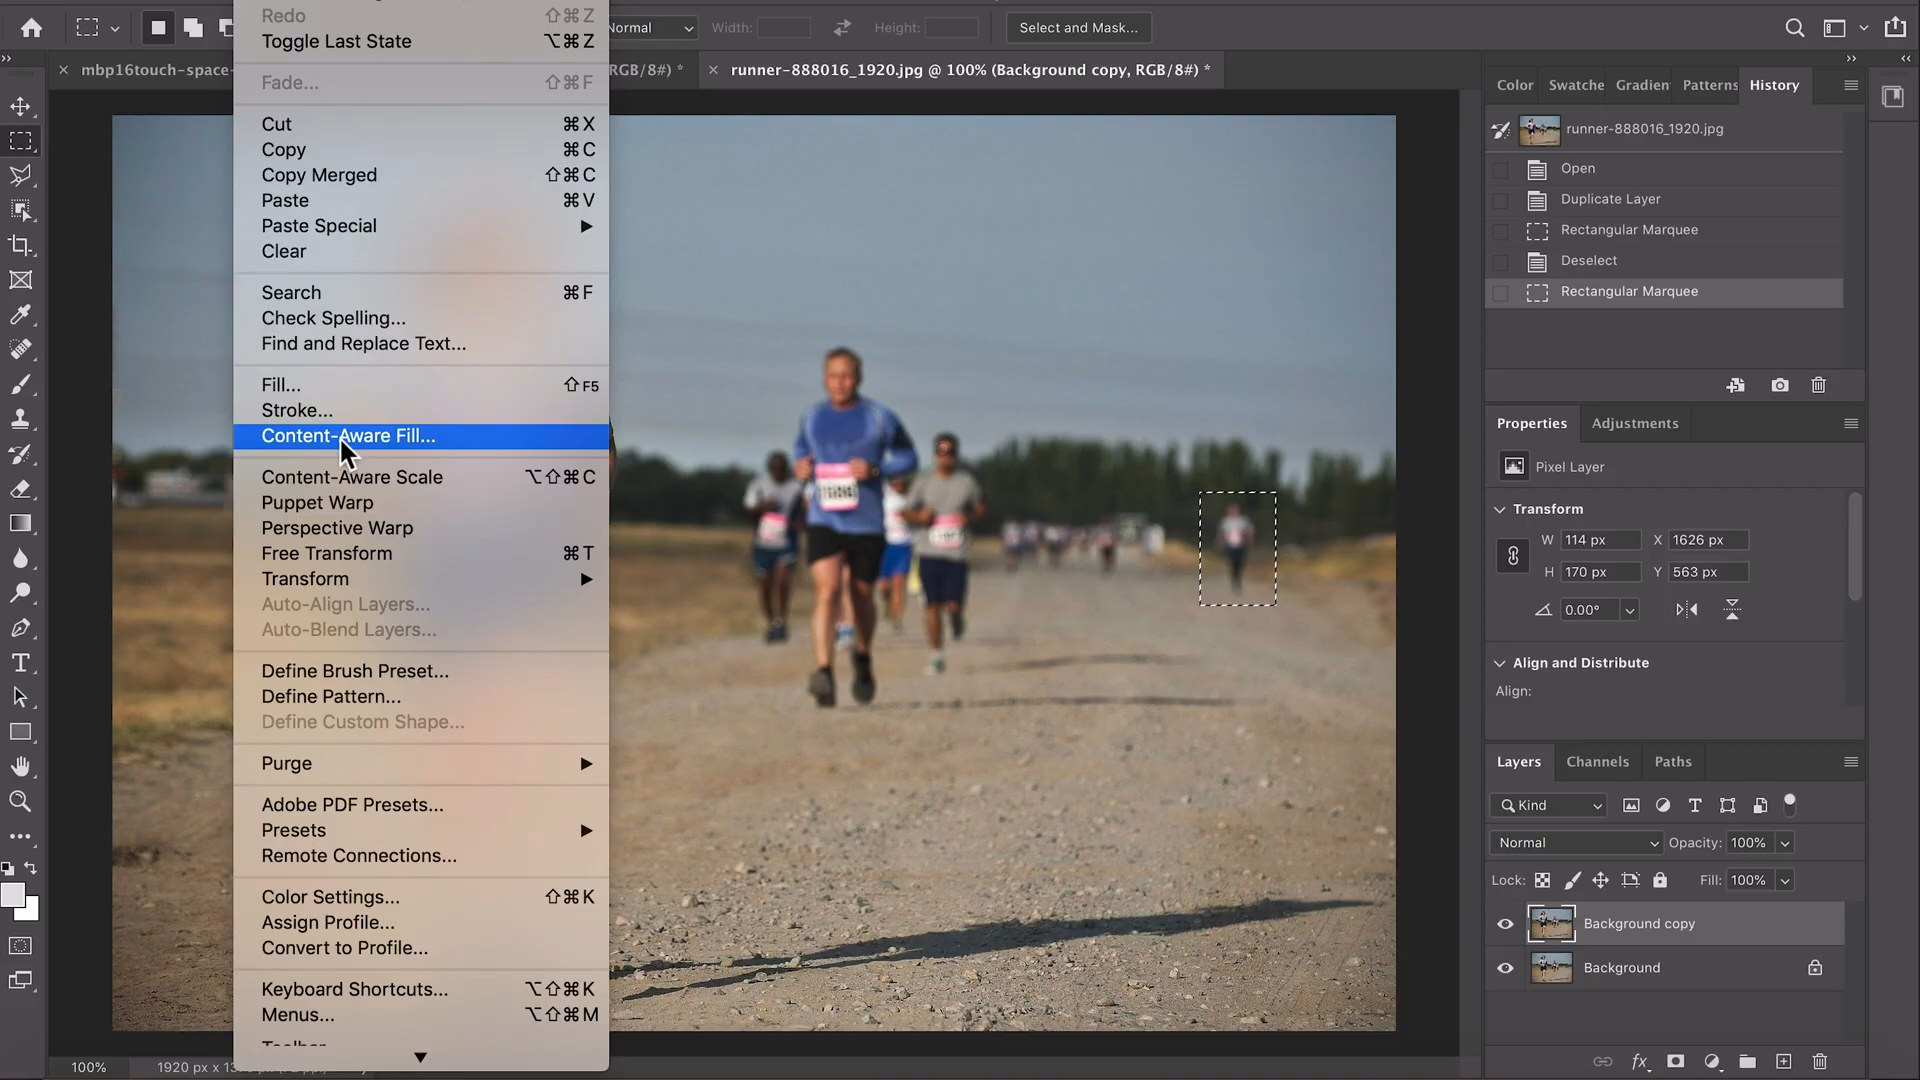 Redo ⇧⌘Z
Toggle Last State ⌥⌘Z
Fade... ⇧⌘F
Cut ⌘X
Copy ⌘C
Copy Merged ⇧⌘C
Paste ⌘V
Paste Special
Clear
Search ⌘F
Check Spelling...
Find and Replace Text...
Fill... ⇧F5
Stroke...
Content-Aware Fill...
Content-Aware Scale ⌥⇧⌘C
Puppet Warp
Perspective Warp
Free Transform ⌘T
Transform
Auto-Align Layers...
Auto-Blend Layers...
Define Brush Preset...
Define Pattern...
Define Custom Shape...
Purge
Adobe PDF Presets...
Presets
Remote Connections...
Color Settings... ⇧⌘K
Assign Profile...
Convert to Profile...
Keyboard Shortcuts... ⌥⇧⌘K
Menus... ⌥⇧⌘M
Normal Width: Height: Select and Mask...
mbp16touch-space- RGB/8#) * runner-888016_1920.jpg @ 100% (Background copy, RGB/8#) *
Color Swatche Gradien Patterns History
runner-888016_1920.jpg
Open
Duplicate Layer
Rectangular Marquee
Deselect
Rectangular Marquee
Properties Adjustments
Pixel Layer
Transform
W 114 px X 1626 px
H 170 px Y 563 px
0.00°
Align and Distribute
Align:
Layers Channels Paths
Kind
Normal Opacity: 100%
Lock: Fill: 100%
Background copy
Background
100% 1920 px x